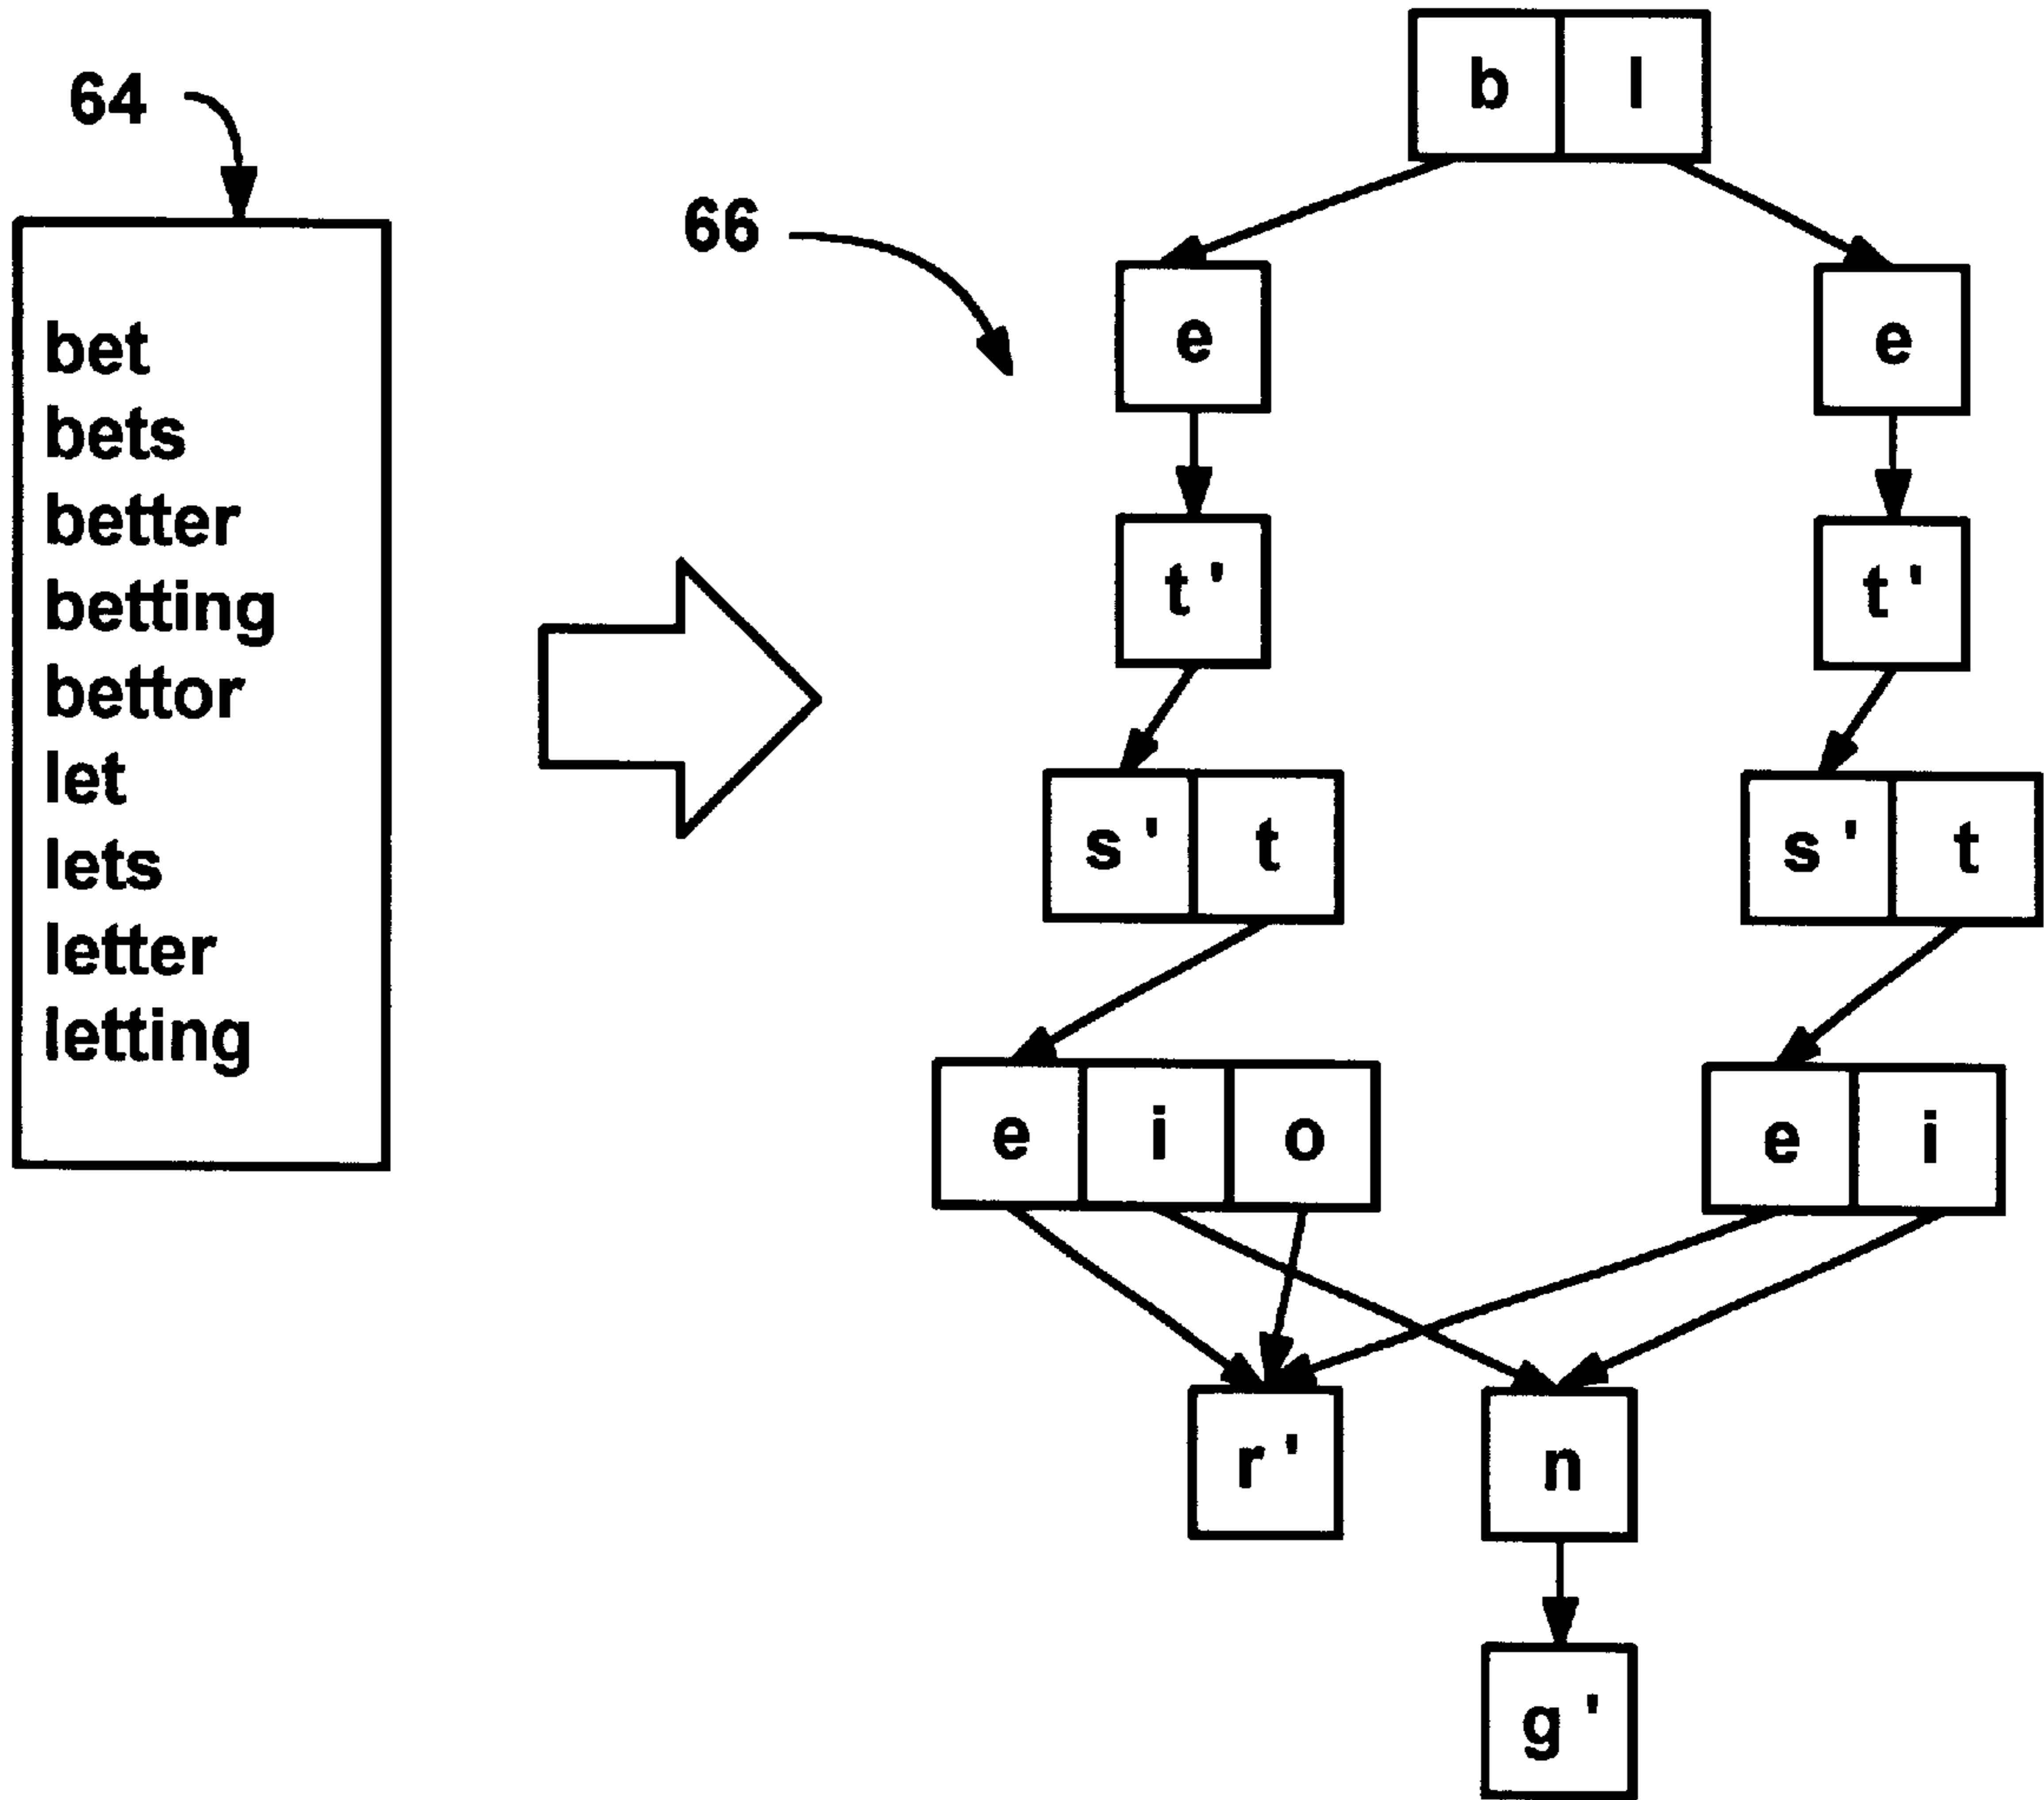 64
bet
bets
better
betting
bettor
let
lets
letter
letting
66
b l
e e
t ' t '
s ' t s ' t
e i o e i
r ' n
g '